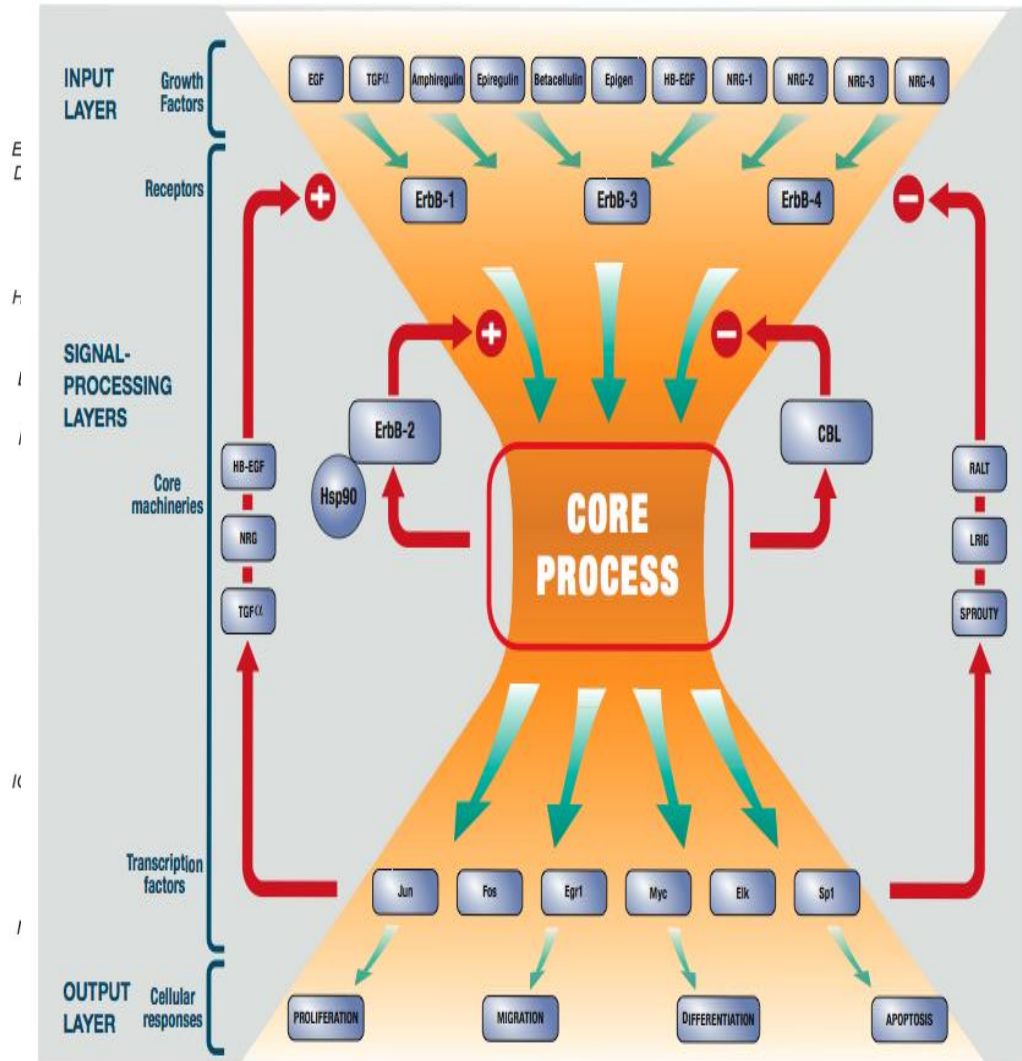 INPUT
LAYER
Growth
Factors
EGF
TGFα
Amphiregulin
Epiregulin
Betacellulin
Epigen
HB-EGF
NRG-1
NRG-2
NRG-3
NRG-4
Receptors
ErbB-1
ErbB-3
ErbB-4
+
−
+
−
SIGNAL-
PROCESSING
LAYERS
Core
machineries
ErbB-2
Hsp90
CBL
HB-EGF
NRG
TGFα
CORE
PROCESS
RALT
LRIG
SPROUTY
Transcription
factors
Jun
Fos
Egr1
Myc
Elk
Sp1
OUTPUT
LAYER
Cellular
responses
PROLIFERATION
MIGRATION
DIFFERENTIATION
APOPTOSIS